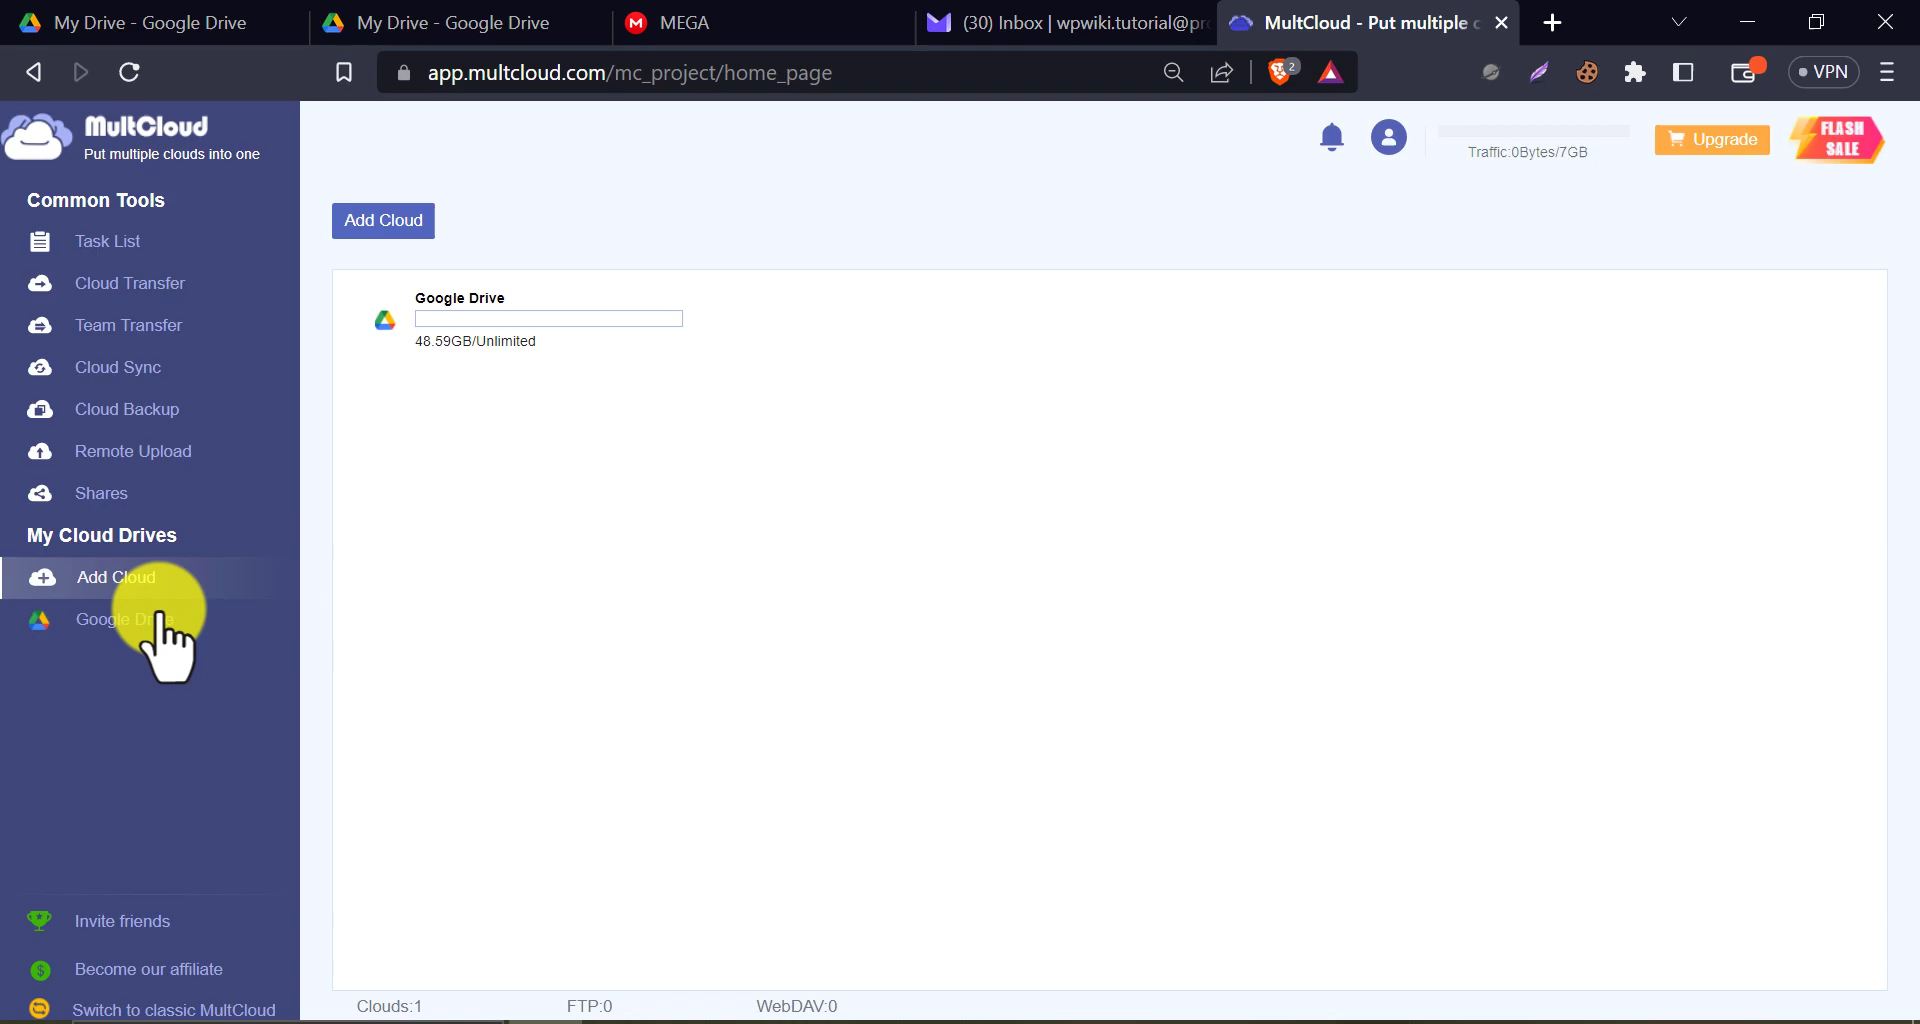 My Drive - Google Drive
My Drive - Google Drive
MEGA
(30) Inbox | wpwiki.tutorial@pr
MultCloud - Put multiple c
app.multcloud.com/mc_project/home_page
2
VPN
MultCloud
Put multiple clouds into one
Traffic:0Bytes/7GB
Upgrade
FLASH
SALE
Common Tools
Task List
Cloud Transfer
Team Transfer
Cloud Sync
Cloud Backup
Remote Upload
Shares
My Cloud Drives
Add Cloud
Google Drive
Invite friends
Become our affiliate
Switch to classic MultCloud
Add Cloud
Google Drive
48.59GB/Unlimited
Clouds:1
FTP:0
WebDAV:0